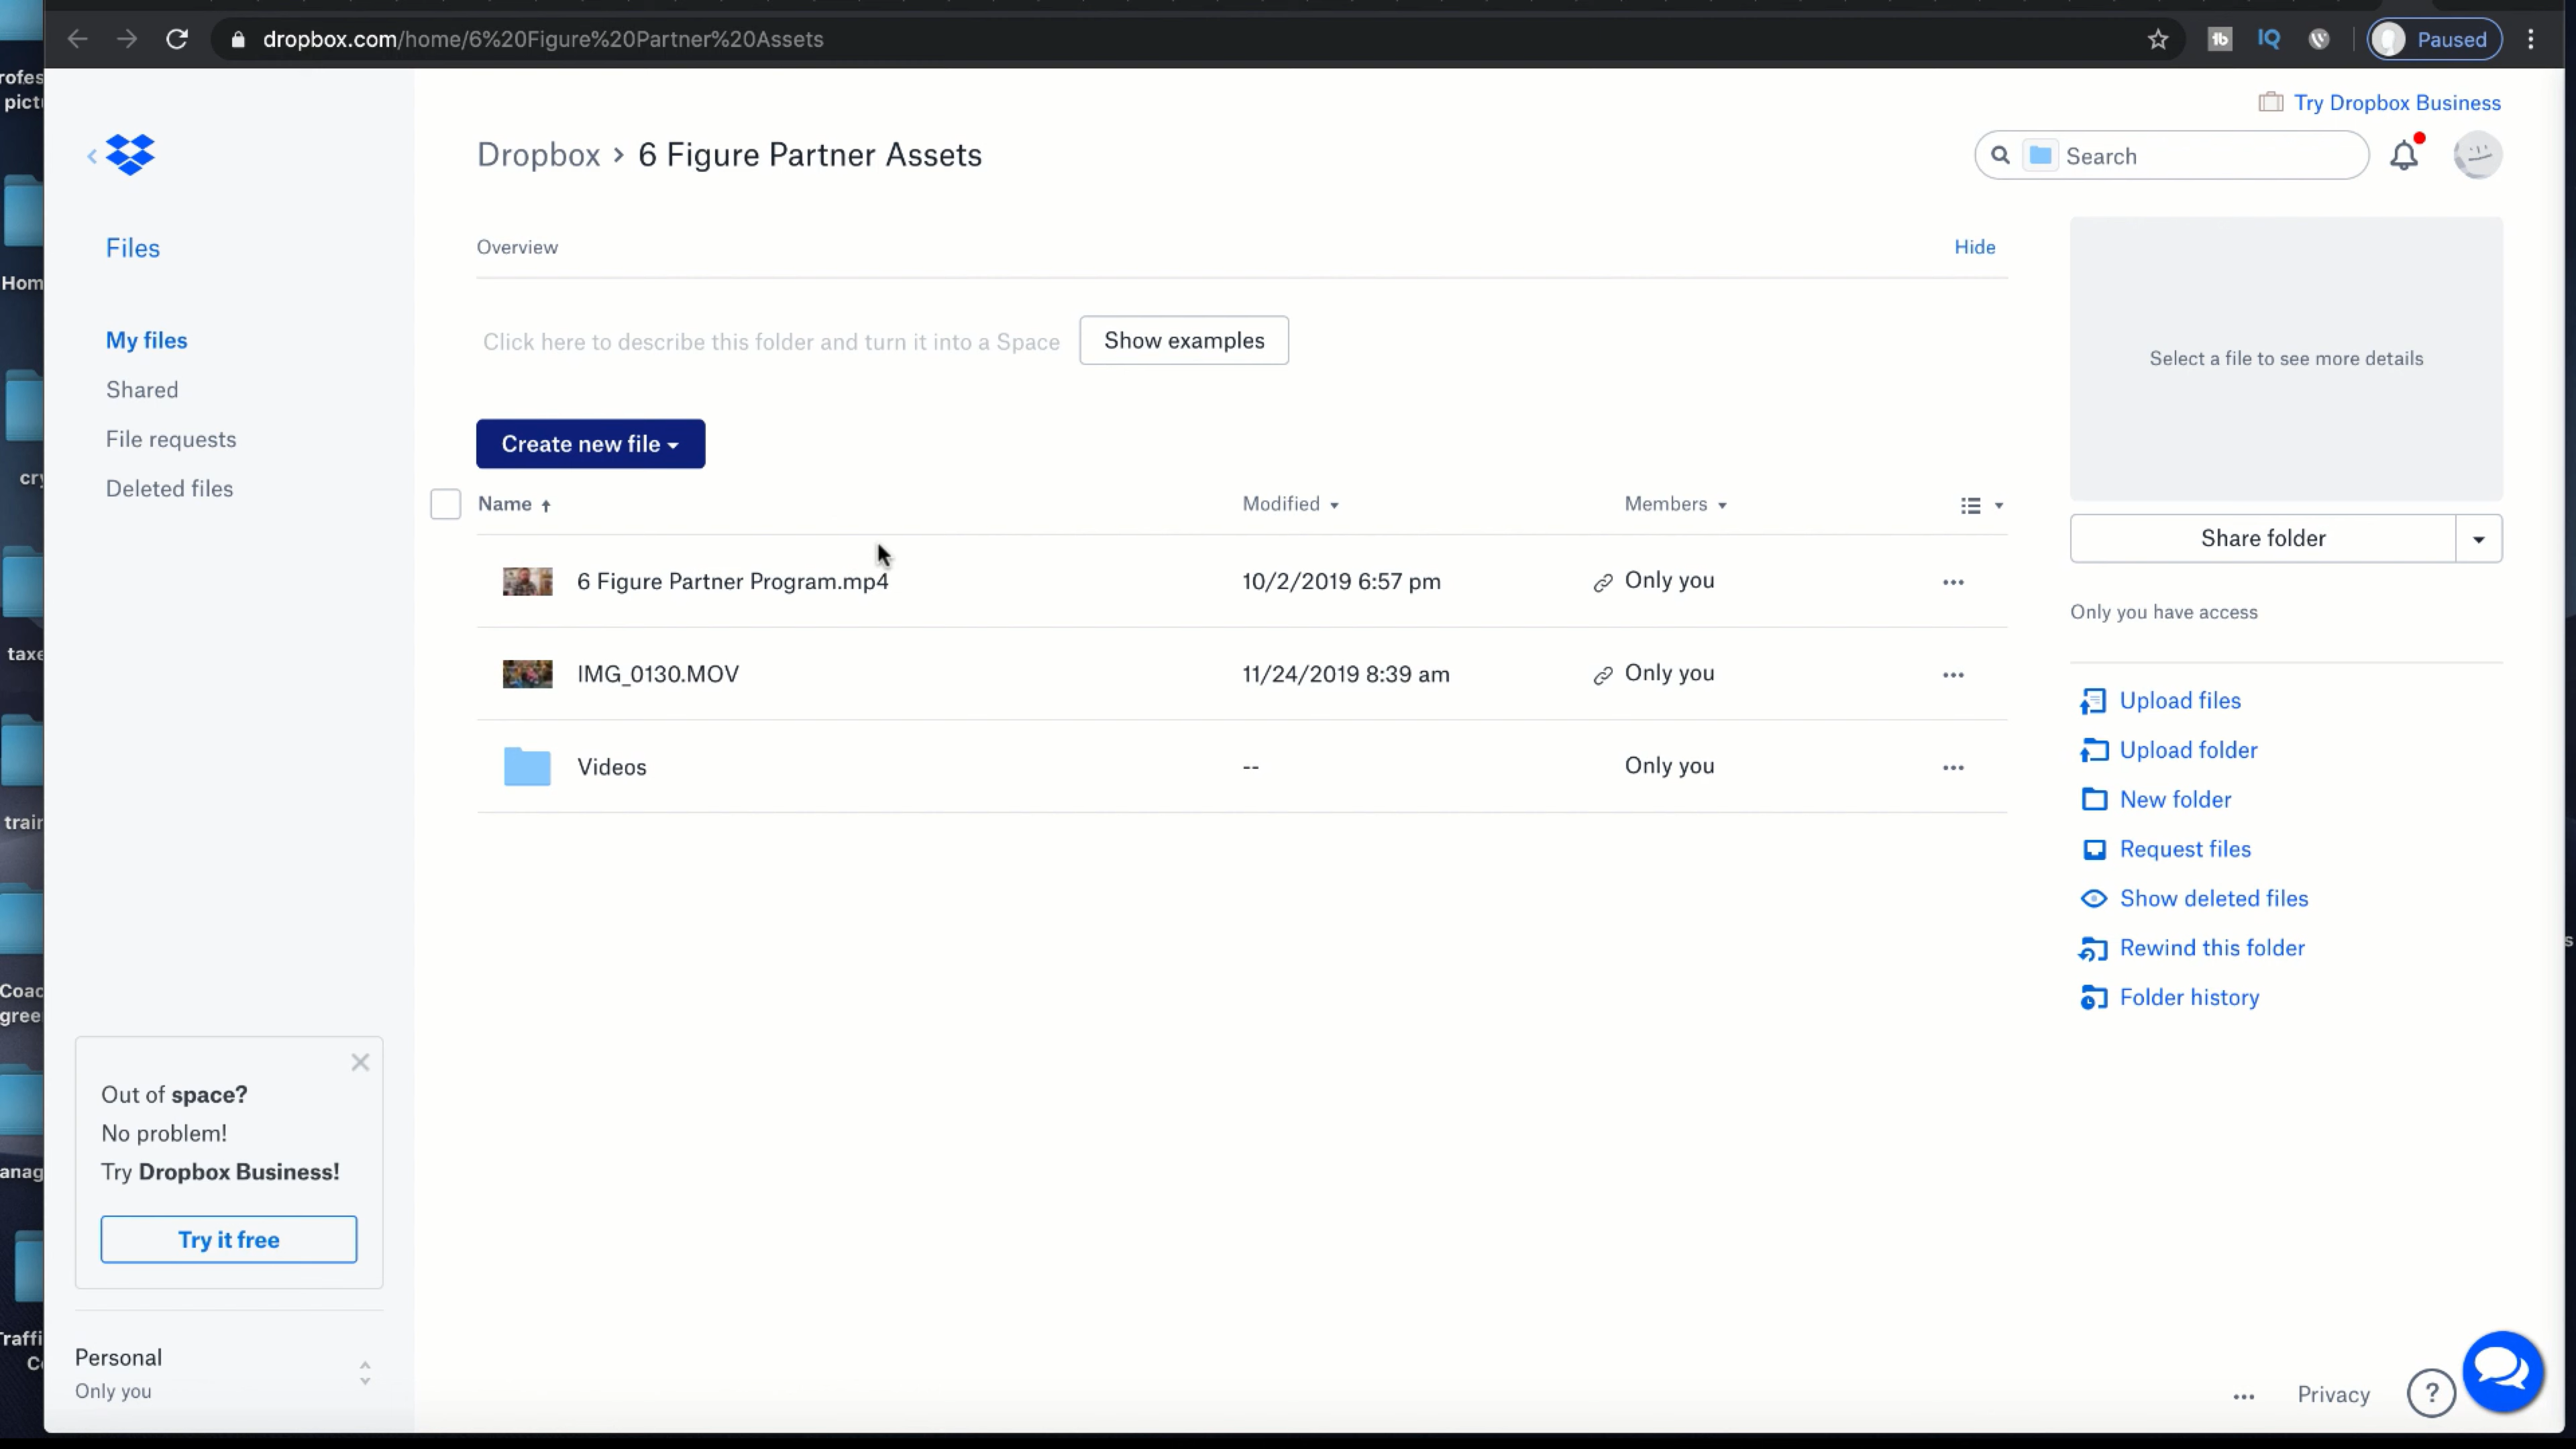 dropbox.com/home/6%20Figure%20Partner%20Assets
Paused
Try Dropbox Business
Dropbox › 6 Figure Partner Assets
Search
Files
Overview
Hide
Select a file to see more details
My files
Click here to describe this folder and turn it into a Space
Show examples
Shared
File requests
Deleted files
Create new file
Name
Modified
Members
Share folder
6 Figure Partner Program.mp4
10/2/2019 6:57 pm
Only you
Only you have access
IMG_0130.MOV
11/24/2019 8:39 am
Only you
Videos
--
Only you
Upload files
Upload folder
New folder
Request files
Show deleted files
Rewind this folder
Folder history
Out of space?
No problem!
Try Dropbox Business!
Try it free
Personal
Only you
Privacy
?